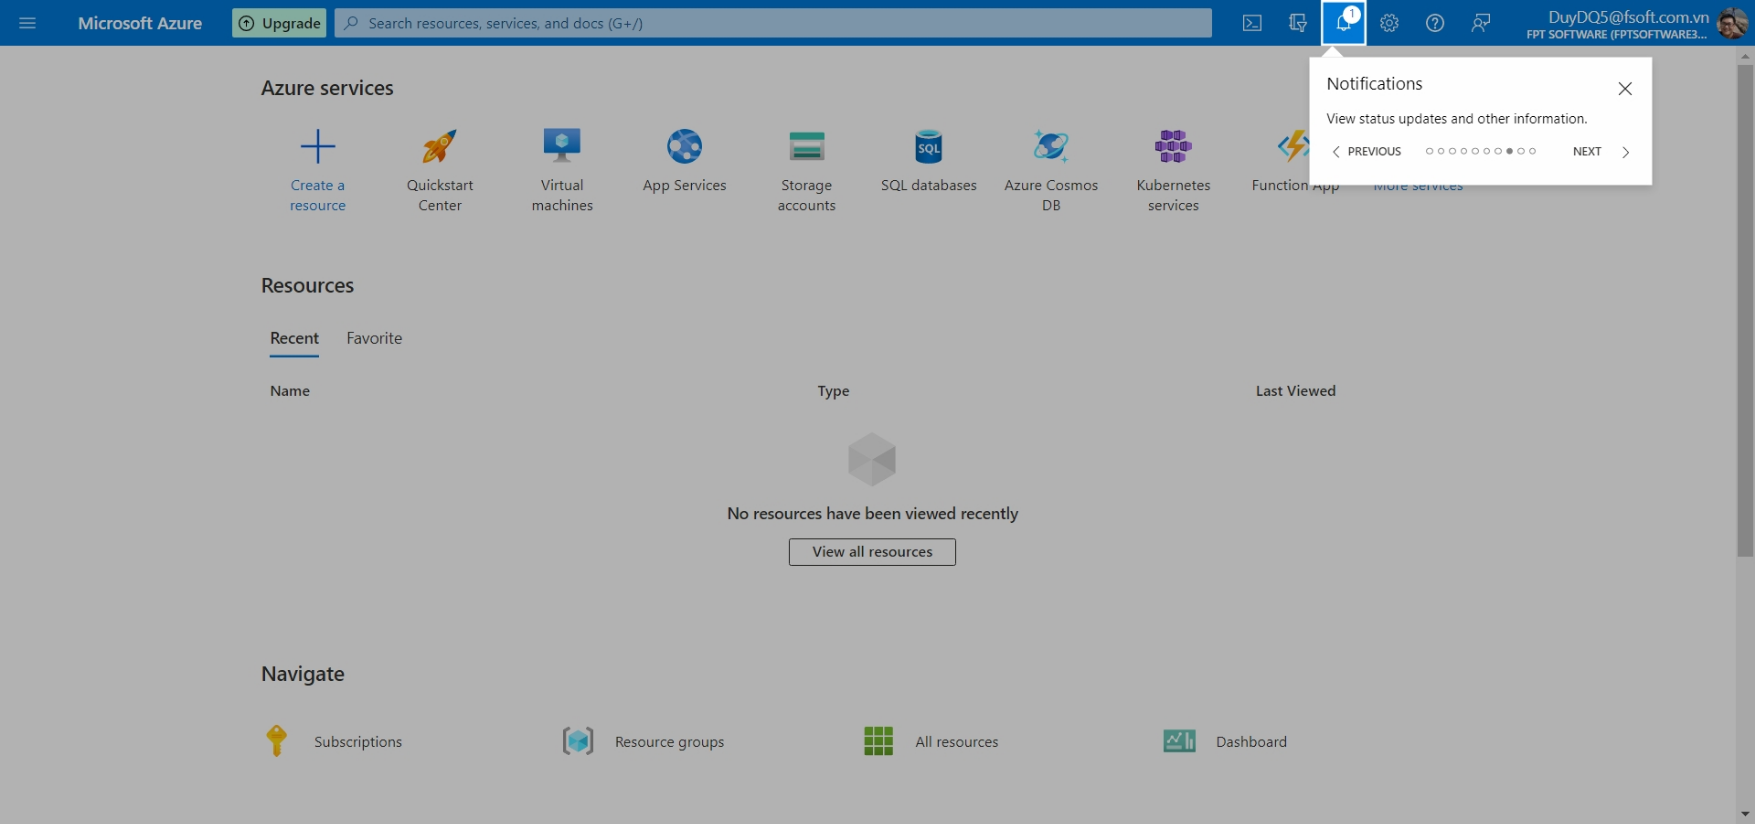 Microsoft Azure
Upgrade
Search resources, services, and docs (G+/)
1
DuyDQ5@fsoft.com.vn
FPT SOFTWARE (FPTSOFTWARE3...
Notifications
View status updates and other information.
PREVIOUS
NEXT
Azure services
Create a
resource
Quickstart
Center
Virtual
machines
App Services
Storage
accounts
SQL
SQL databases
Azure Cosmos
DB
Kubernetes
services
Function App
More services
Resources
Recent
Favorite
Name
Type
Last Viewed
No resources have been viewed recently
View all resources
Navigate
Subscriptions
Resource groups
All resources
Dashboard